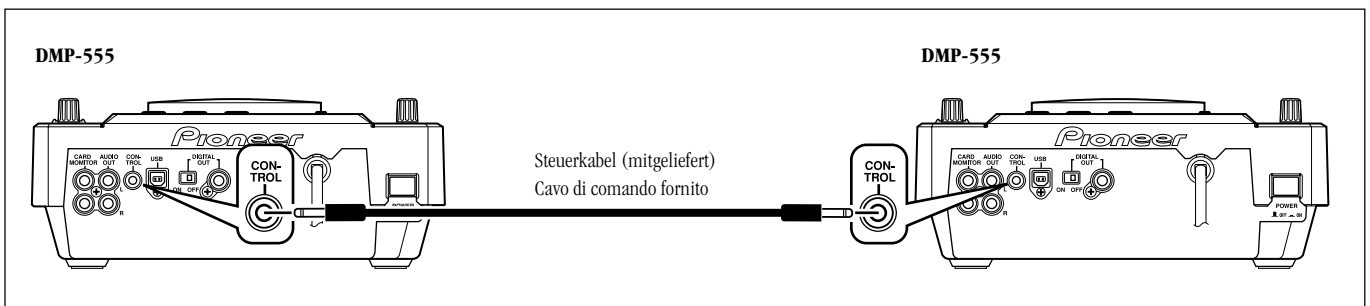 DMP-555
DMP-555
Pioneer
CARD MONITOR
AUDIO OUT
CON- TROL
USB
DIGITAL OUT
L
R
ON OFF
CON-
TROL
Steuerkabel (mitgeliefert)
Cavo di comando fornito
CON-
TROL
Pioneer
CARD MONITOR
AUDIO OUT
CON- TROL
USB
DIGITAL OUT
L
R
ON OFF
POWER
OFF ON